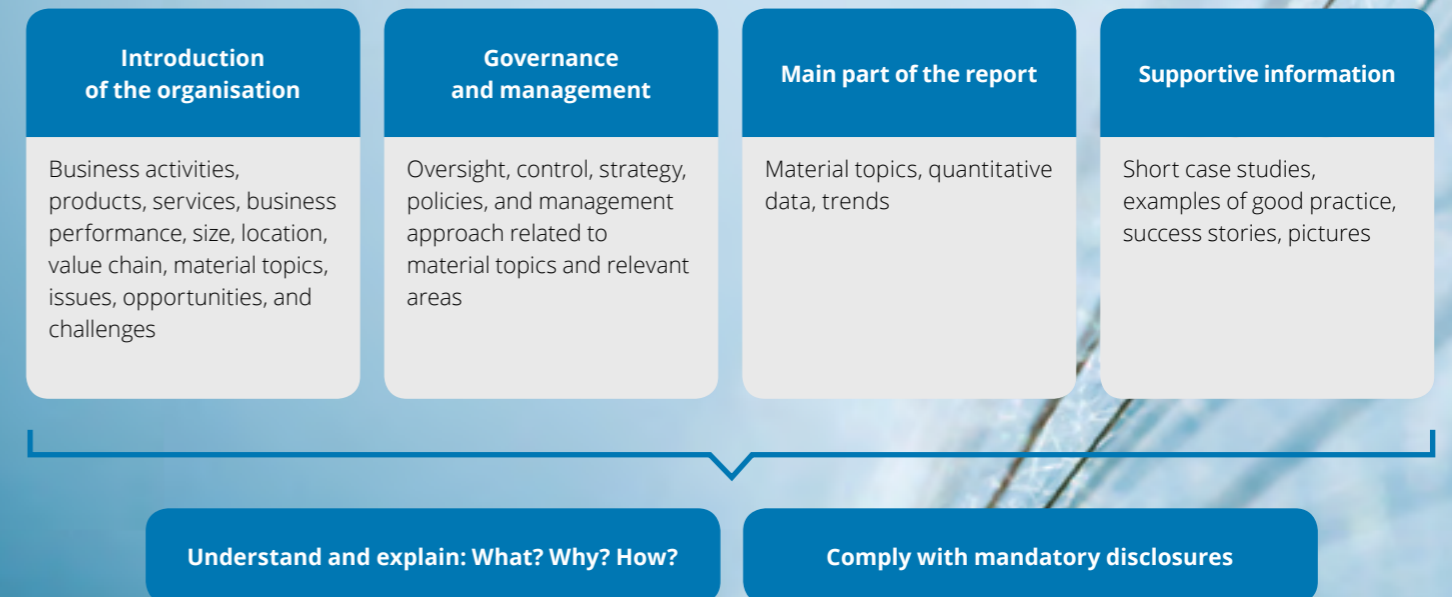 Introduction
of the organisation
Business activities,
products, services, business
performance, size, location,
value chain, material topics,
issues, opportunities, and
challenges
Governance
and management
Oversight, control, strategy,
policies, and management
approach related to
material topics and relevant
areas
Main part of the report
Material topics, quantitative
data, trends
Supportive information
Short case studies,
examples of good practice,
success stories, pictures
Understand and explain: What? Why? How?
Comply with mandatory disclosures